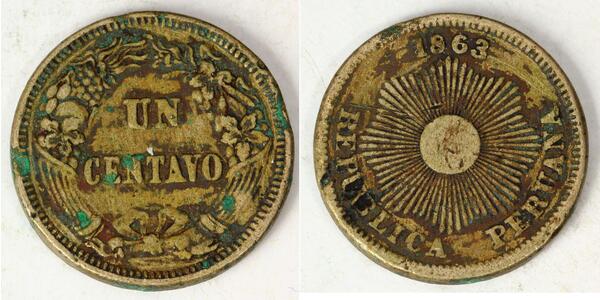 UN
CENTAVO
1863
REPUBLICA PERUANA